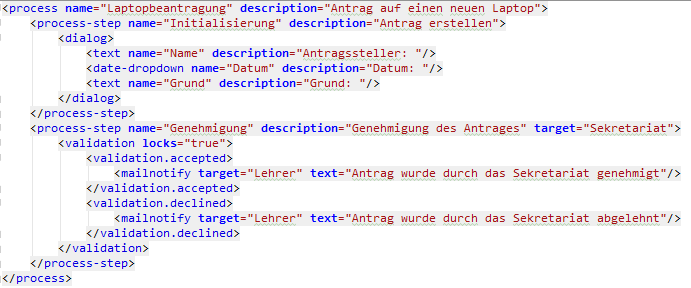 <process name="Laptopbeantragung" description="Antrag auf einen neuen Laptop">
<process-step name="Initialisierung" description="Antrag erstellen">
<dialog>
<text name="Name" description="Antragssteller: "/>
<date-dropdown name="Datum" description="Datum: "/>
<text name="Grund" description="Grund: "/>
</dialog>
</process-step>
<process-step name="Genehmigung" description="Genehmigung des Antrages" target="Sekretariat">
<validation locks="true">
<validation.accepted>
<mailnotify target="Lehrer" text="Antrag wurde durch das Sekretariat genehmigt"/>
</validation.accepted>
<validation.declined>
<mailnotify target="Lehrer" text="Antrag wurde durch das Sekretariat abgelehnt"/>
</validation.declined>
</validation>
</process-step>
</process>